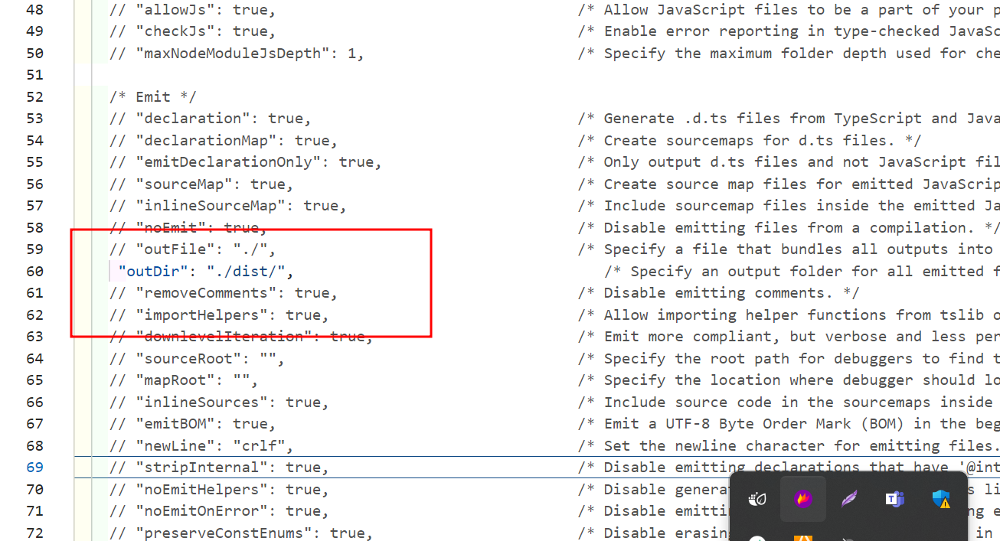 48 // "allowJs": true, /* Allow JavaScript files to be a part of your p
49 // "checkJs": true, /* Enable error reporting in type-checked JavaSc
50 // "maxNodeModuleJsDepth": 1, /* Specify the maximum folder depth used for che
51
52 /* Emit */
53 // "declaration": true, /* Generate .d.ts files from TypeScript and Java
54 // "declarationMap": true, /* Create sourcemaps for d.ts files. */
55 // "emitDeclarationOnly": true, /* Only output d.ts files and not JavaScript fil
56 // "sourceMap": true, /* Create source map files for emitted JavaScrip
57 // "inlineSourceMap": true, /* Include sourcemap files inside the emitted Ja
58 // "noEmit": true, /* Disable emitting files from a compilation. */
59 // "outFile": "./", /* Specify a file that bundles all outputs into
60 "outDir": "./dist/", /* Specify an output folder for all emitted f
61 // "removeComments": true, /* Disable emitting comments. */
62 // "importHelpers": true, /* Allow importing helper functions from tslib o
63 // "downlevelIteration": true, /* Emit more compliant, but verbose and less per
64 // "sourceRoot": "", /* Specify the root path for debuggers to find t
65 // "mapRoot": "", /* Specify the location where debugger should lo
66 // "inlineSources": true, /* Include source code in the sourcemaps inside
67 // "emitBOM": true, /* Emit a UTF-8 Byte Order Mark (BOM) in the beg
68 // "newLine": "crlf", /* Set the newline character for emitting files.
69 // "stripInternal": true, /* Disable emitting declarations that have '@int
70 // "noEmitHelpers": true, /* Disable genera s li
71 // "noEmitOnError": true, /* Disable emitti ng e
72 // "preserveConstEnums": true, /* Disable erasing in